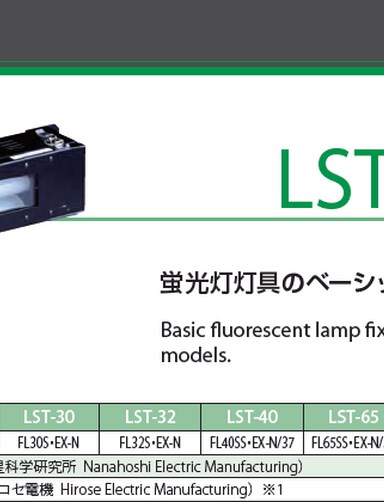 LST
蛍光灯灯具のベーシッ
Basic fluorescent lamp fix
models.
LST-30 LST-32 LST-40 LST-65
FL30S・EX-N FL32S・EX-N FL40SS・EX-N/37 FL65SS・EX-N/
星科学研究所 Nanahoshi Electric Manufacturing）
コセ電機 Hirose Electric Manufacturing）※1